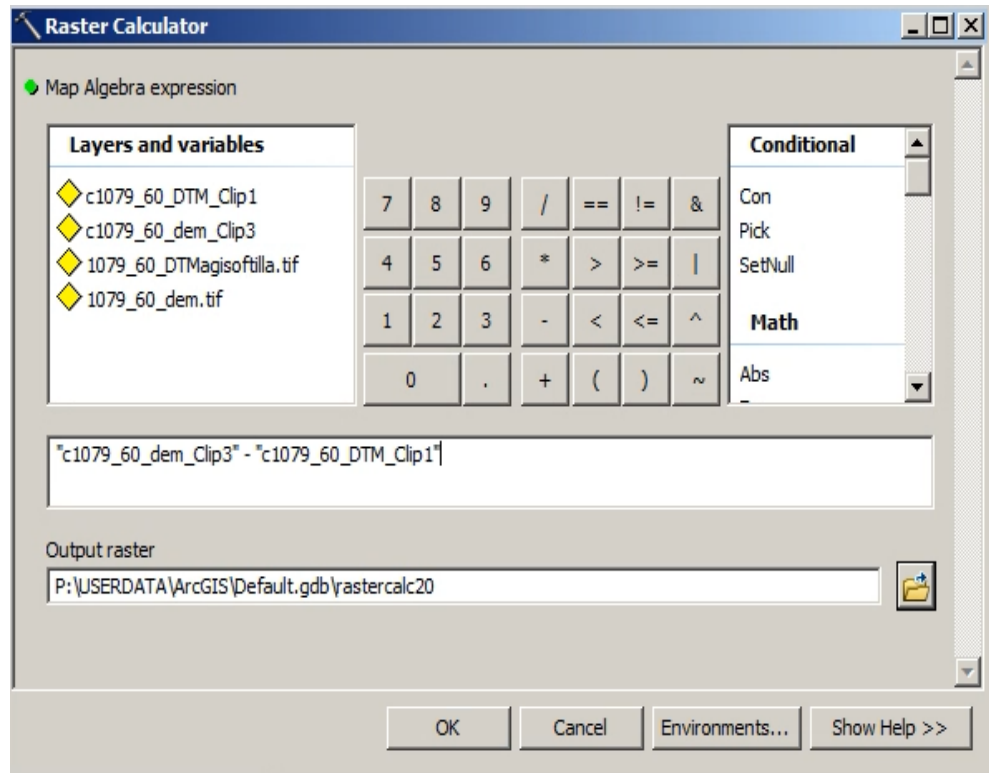 Raster Calculator
Map Algebra expression
Layers and variables
c1079_60_DTM_Clip1
c1079_60_dem_Clip3
1079_60_DTMagisoftilla.tif
1079_60_dem.tif
7 8 9 / == != &
4 5 6 * > >= |
1 2 3 - < <= ^
0 . + ( ) ~
Conditional
Con
Pick
SetNull
Math
Abs
"c1079_60_dem_Clip3" - "c1079_60_DTM_Clip1"
Output raster
P:\USERDATA\ArcGIS\Default.gdb\rastercalc20
OK Cancel Environments... Show Help >>